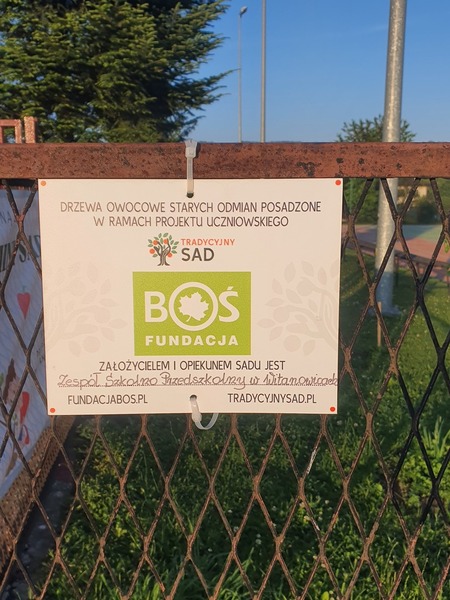 DRZEWA OWOCOWE STARYCH ODMIAN POSADZONE
W RAMACH PROJEKTU UCZNIOWSKIEGO
TRADYCYJNY
SAD
BOŚ
FUNDACJA
ZAŁOŻYCIELEM I OPIEKUNEM SADU JEST
Zespół Szkolno Przedszkolny w Witanowicach
FUNDACJABOS.PL TRADYCYJNYSAD.PL